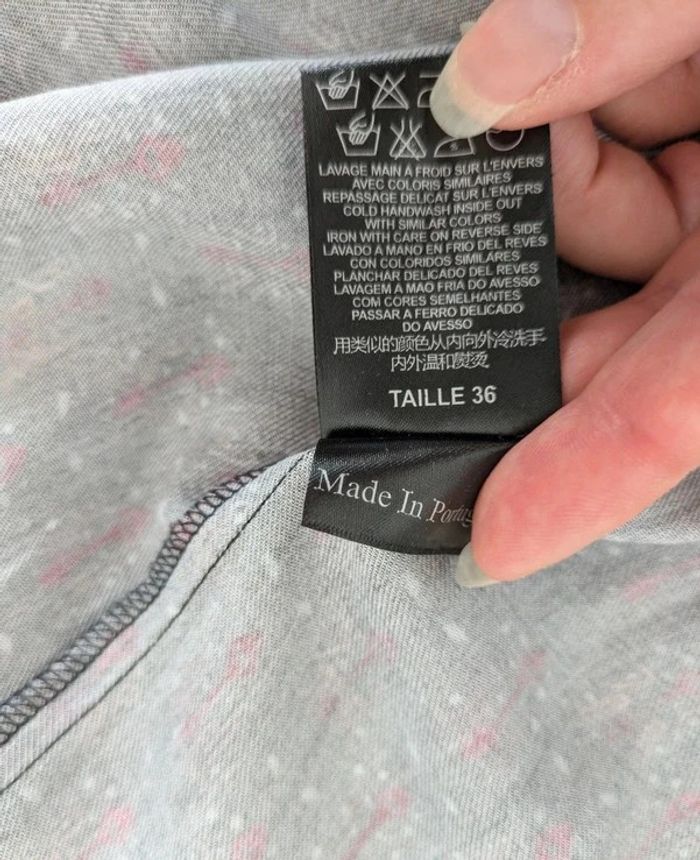 LAVAGE MAIN A FROID SUR L'ENVERS
AVEC COLORIS SIMILAIRES
REPASSAGE DELICAT SUR L'ENVERS
COLD HANDWASH INSIDE OUT
WITH SIMILAR COLORS
IRON WITH CARE ON REVERSE SIDE
LAVADO A MANO EN FRIO DEL REVES
CON COLORIDOS SIMILARES
PLANCHAR DELICADO DEL REVES
LAVAGEM A MAO FRIA DO AVESSO
COM CORES SEMELHANTES
PASSAR A FERRO DELICADO
DO AVESSO
用类似的颜色从内向外冷洗手
内外温和熨烫
TAILLE 36
Made In